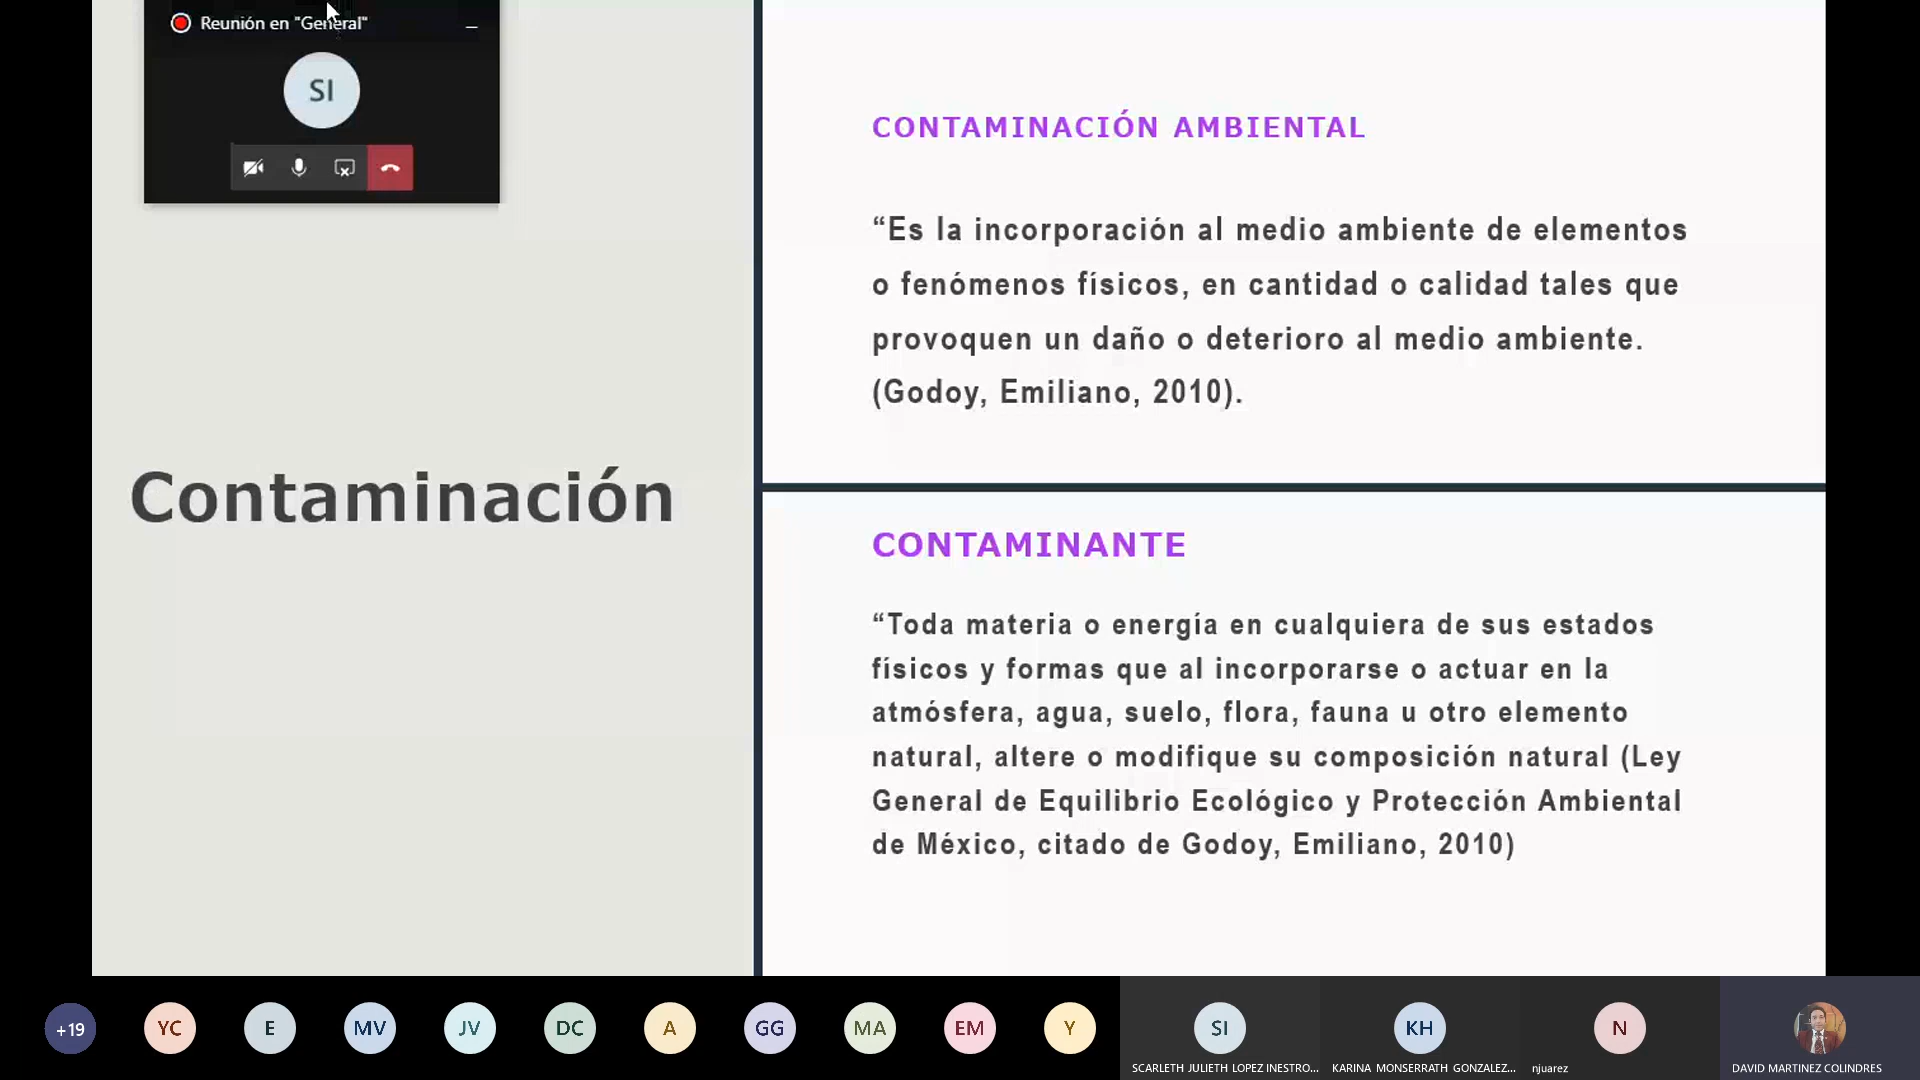 Reunión en "General"
SI
CONTAMINACIÓN AMBIENTAL
“Es la incorporación al medio ambiente de elementos
o fenómenos físicos, en cantidad o calidad tales que
provoquen un daño o deterioro al medio ambiente.
(Godoy, Emiliano, 2010).
Contaminación
CONTAMINANTE
“Toda materia o energía en cualquiera de sus estados
físicos y formas que al incorporarse o actuar en la
atmósfera, agua, suelo, flora, fauna u otro elemento
natural, altere o modifique su composición natural (Ley
General de Equilibrio Ecológico y Protección Ambiental
de México, citado de Godoy, Emiliano, 2010)
+19 YC E MV JV DC A GG MA EM Y SI KH N
SCARLETH JULIETH LOPEZ INESTRO... KARINA MONSERRATH GONZALEZ... njuarez DAVID MARTINEZ COLINDRES